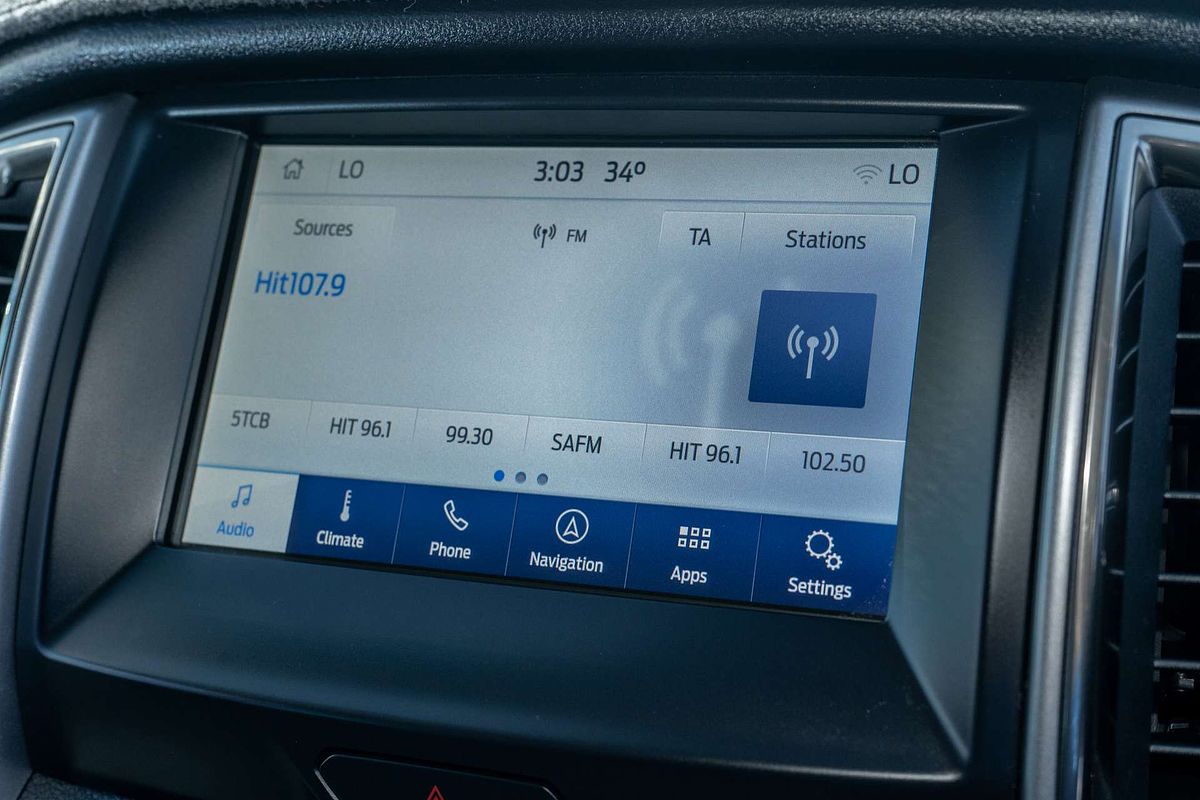 LO 3:03 34º LO
Sources FM TA Stations
Hit107.9
5TCB HIT 96.1 99.30 SAFM HIT 96.1 102.50
Audio Climate Phone Navigation Apps Settings